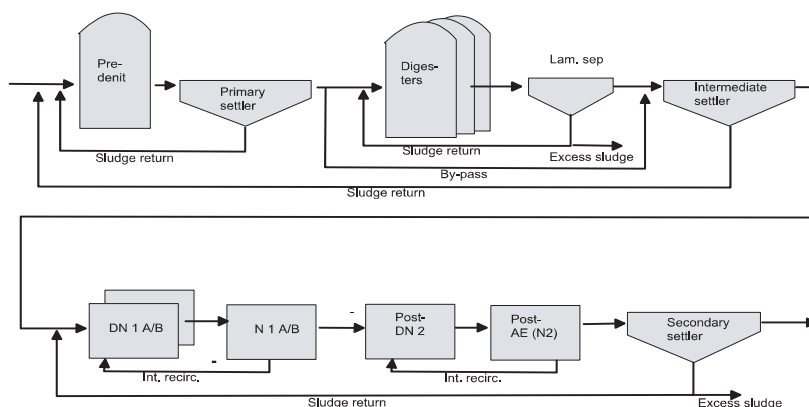 Pre-
denit
Primary
settler
Sludge return
Diges-
ters
Lam. sep
Sludge return
Excess sludge
By-pass
Intermediate
settler
Sludge return
DN 1 A/B
N 1 A/B
Int. recirc.
Post-
DN 2
Post-
AE (N2)
Int. recirc.
Secondary
settler
Sludge return
Excess sludge